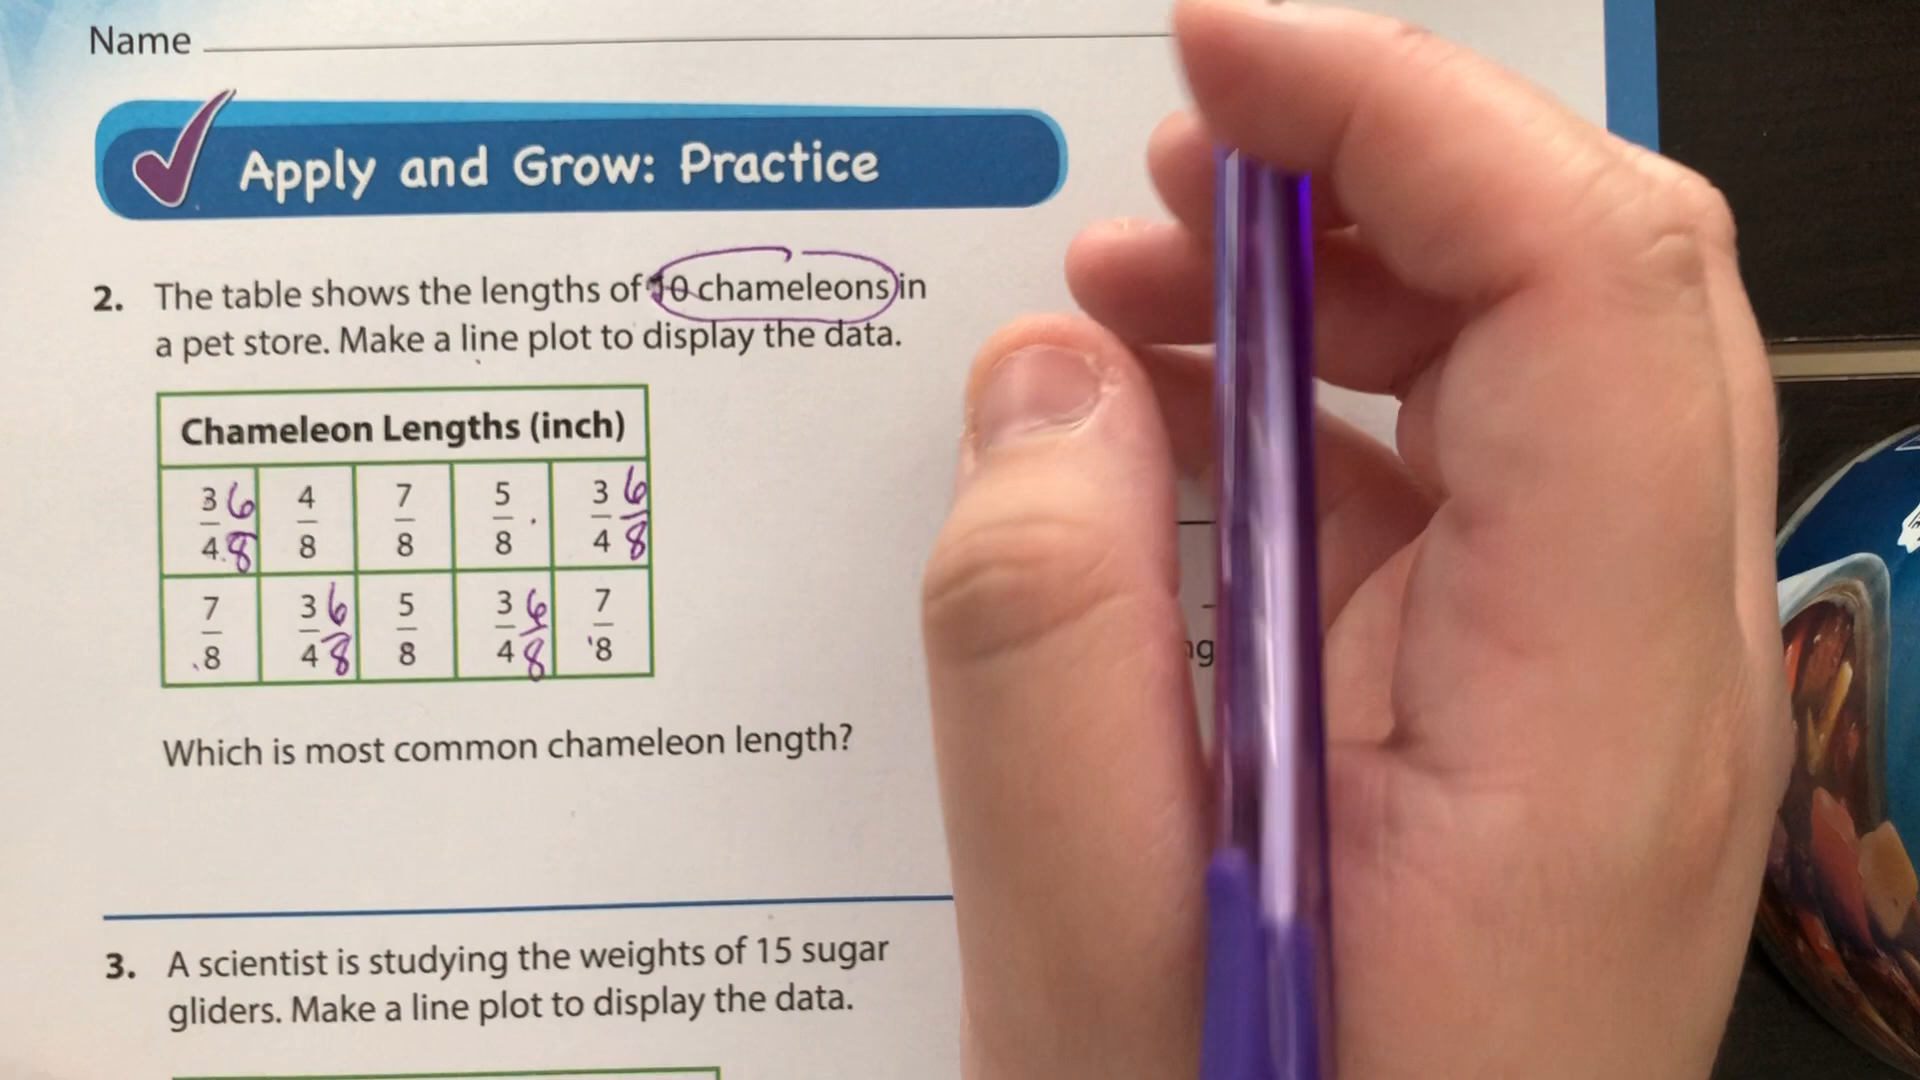 Name
Apply and Grow: Practice
2. The table shows the lengths of 10 chameleons in
a pet store. Make a line plot to display the data.
Chameleon Lengths (inch)
3/4 6/8 4/8 7/8 5/8 3/4 6/8
7/8 3/4 6/8 5/8 3/4 6/8 7/8
Which is most common chameleon length?
3. A scientist is studying the weights of 15 sugar
gliders. Make a line plot to display the data.